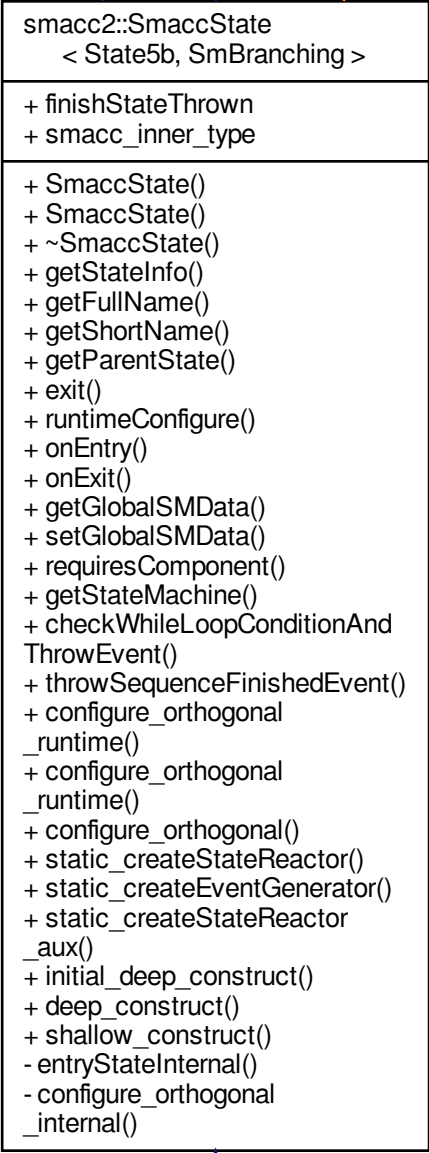 smacc2::SmaccState
< State5b, SmBranching >
+ finishStateThrown
+ smacc_inner_type
+ SmaccState()
+ SmaccState()
+ ~SmaccState()
+ getStateInfo()
+ getFullName()
+ getShortName()
+ getParentState()
+ exit()
+ runtimeConfigure()
+ onEntry()
+ onExit()
+ getGlobalSMData()
+ setGlobalSMData()
+ requiresComponent()
+ getStateMachine()
+ checkWhileLoopConditionAnd
ThrowEvent()
+ throwSequenceFinishedEvent()
+ configure_orthogonal
_runtime()
+ configure_orthogonal
_runtime()
+ configure_orthogonal()
+ static_createStateReactor()
+ static_createEventGenerator()
+ static_createStateReactor
_aux()
+ initial_deep_construct()
+ deep_construct()
+ shallow_construct()
- entryStateInternal()
- configure_orthogonal
_internal()